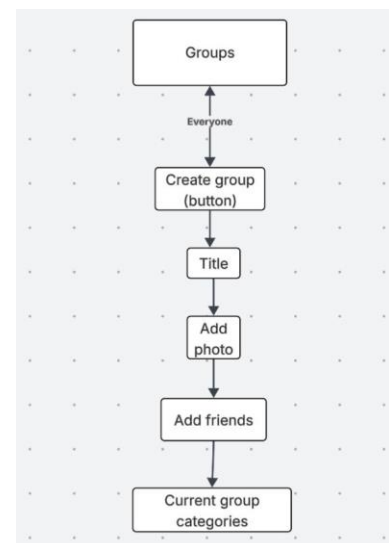 Groups
Everyone
Create group
(button)
Title
Add
photo
Add friends
Current group
categories